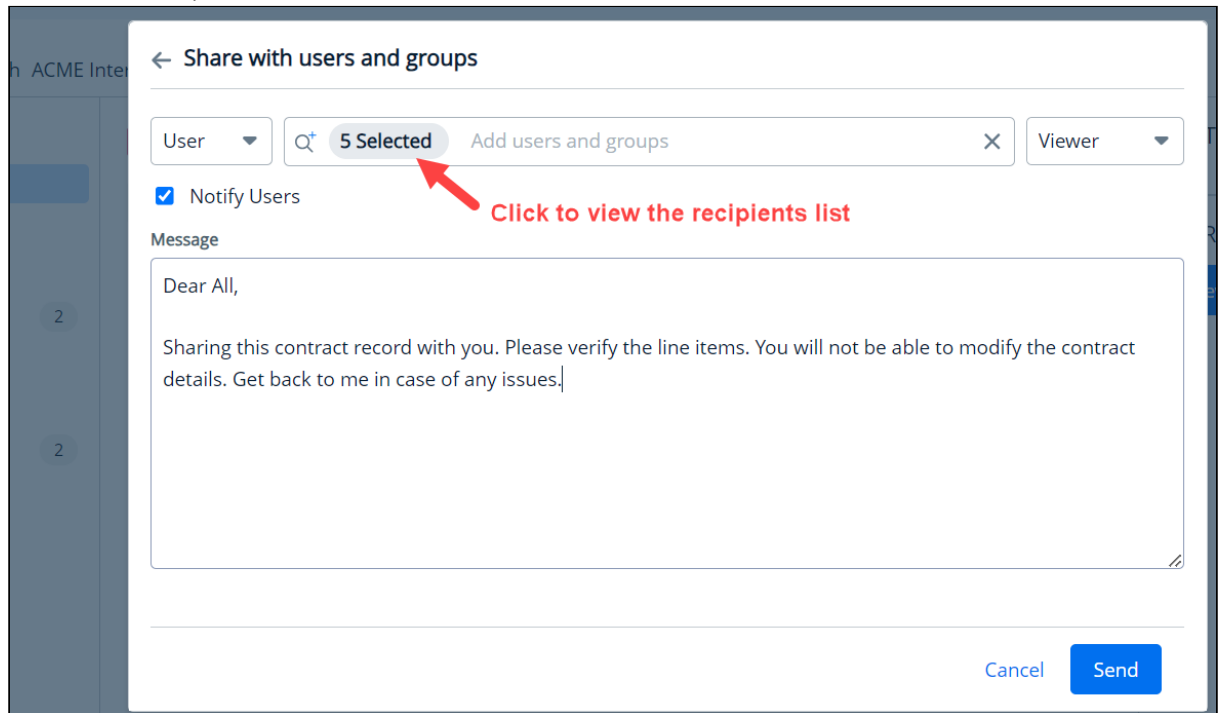 h ACME Inter
← Share with users and groups
User
5 Selected
Add users and groups
Viewer
Notify Users
Click to view the recipients list
Message
Dear All,
Sharing this contract record with you. Please verify the line items. You will not be able to modify the contract
details. Get back to me in case of any issues.
2
2
Cancel
Send